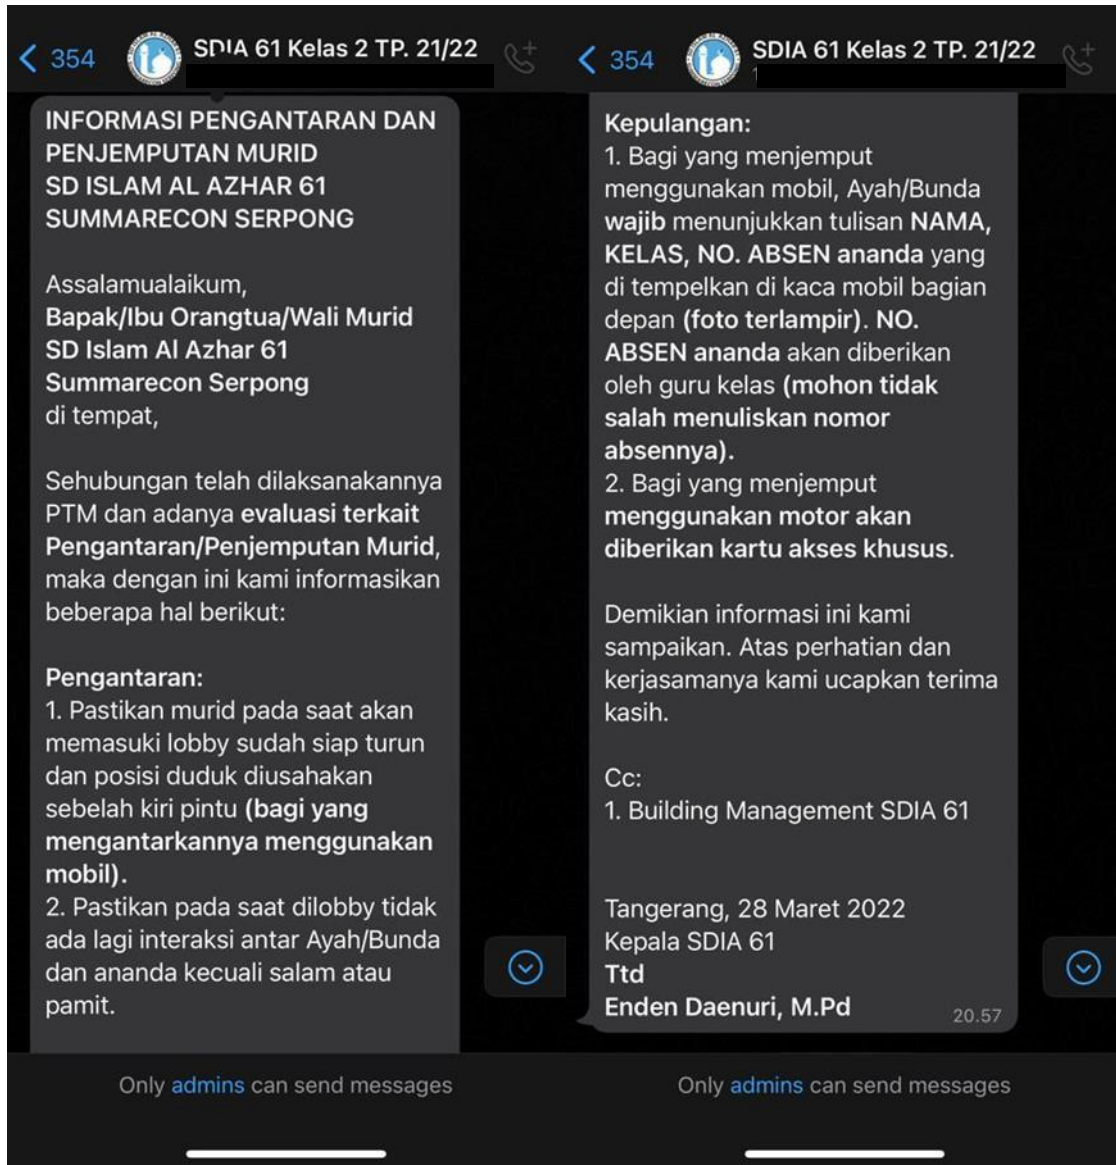 354
SDIA 61 Kelas 2 TP. 21/22
INFORMASI PENGANTARAN DAN
PENJEMPUTAN MURID
SD ISLAM AL AZHAR 61
SUMMARECON SERPONG
Assalamualaikum,
Bapak/Ibu Orangtua/Wali Murid
SD Islam Al Azhar 61
Summarecon Serpong
di tempat,
Sehubungan telah dilaksanakannya
PTM dan adanya evaluasi terkait
Pengantaran/Penjemputan Murid,
maka dengan ini kami informasikan
beberapa hal berikut:
Pengantaran:
1. Pastikan murid pada saat akan
memasuki lobby sudah siap turun
dan posisi duduk diusahakan
sebelah kiri pintu (bagi yang
mengantarkannya menggunakan
mobil).
2. Pastikan pada saat dilobby tidak
ada lagi interaksi antar Ayah/Bunda
dan ananda kecuali salam atau
pamit.
Only admins can send messages
354
SDIA 61 Kelas 2 TP. 21/22
Kepulangan:
1. Bagi yang menjemput
menggunakan mobil, Ayah/Bunda
wajib menunjukkan tulisan NAMA,
KELAS, NO. ABSEN ananda yang
di tempelkan di kaca mobil bagian
depan (foto terlampir). NO.
ABSEN ananda akan diberikan
oleh guru kelas (mohon tidak
salah menuliskan nomor
absennya).
2. Bagi yang menjemput
menggunakan motor akan
diberikan kartu akses khusus.
Demikian informasi ini kami
sampaikan. Atas perhatian dan
kerjasamanya kami ucapkan terima
kasih.
Cc:
1. Building Management SDIA 61
Tangerang, 28 Maret 2022
Kepala SDIA 61
Ttd
Enden Daenuri, M.Pd
20.57
Only admins can send messages